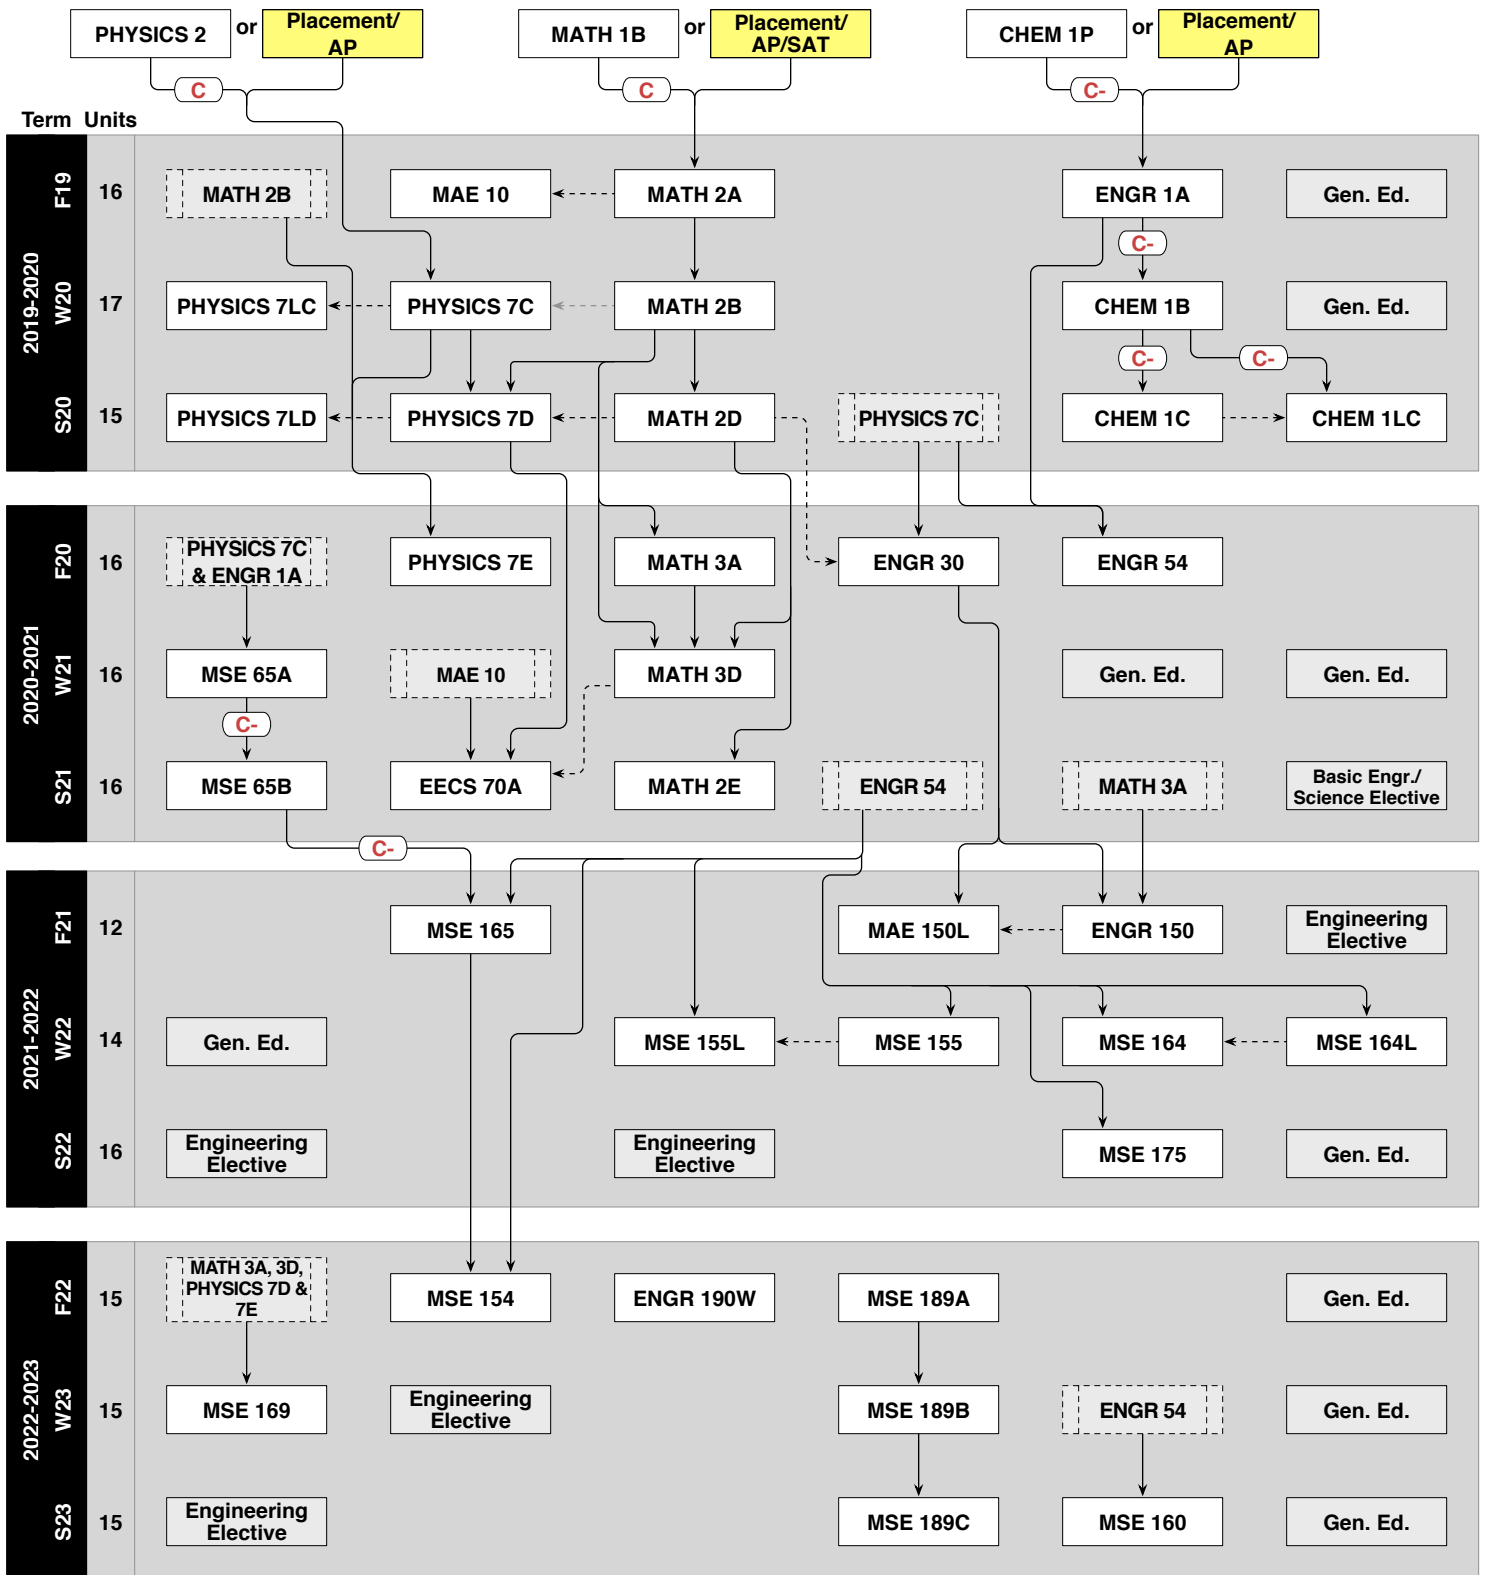 PHYSICS 2
or
Placement/
AP
MATH 1B
or
Placement/
AP/SAT
CHEM 1P
or
Placement/
AP
C
C
C-
Term Units
2019-2020
F19
16
MATH 2B
MAE 10
MATH 2A
ENGR 1A
Gen. Ed.
C-
W20
17
PHYSICS 7LC
PHYSICS 7C
MATH 2B
CHEM 1B
Gen. Ed.
C-
C-
S20
15
PHYSICS 7LD
PHYSICS 7D
MATH 2D
PHYSICS 7C
CHEM 1C
CHEM 1LC
2020-2021
F20
16
PHYSICS 7C
& ENGR 1A
PHYSICS 7E
MATH 3A
ENGR 30
ENGR 54
W21
16
MSE 65A
MAE 10
MATH 3D
Gen. Ed.
Gen. Ed.
C-
S21
16
MSE 65B
EECS 70A
MATH 2E
ENGR 54
MATH 3A
Basic Engr./
Science Elective
C-
2021-2022
F21
12
MSE 165
MAE 150L
ENGR 150
Engineering
Elective
W22
14
Gen. Ed.
MSE 155L
MSE 155
MSE 164
MSE 164L
S22
16
Engineering
Elective
Engineering
Elective
MSE 175
Gen. Ed.
2022-2023
F22
15
MATH 3A, 3D,
PHYSICS 7D &
7E
MSE 154
ENGR 190W
MSE 189A
Gen. Ed.
W23
15
MSE 169
Engineering
Elective
MSE 189B
ENGR 54
Gen. Ed.
S23
15
Engineering
Elective
MSE 189C
MSE 160
Gen. Ed.